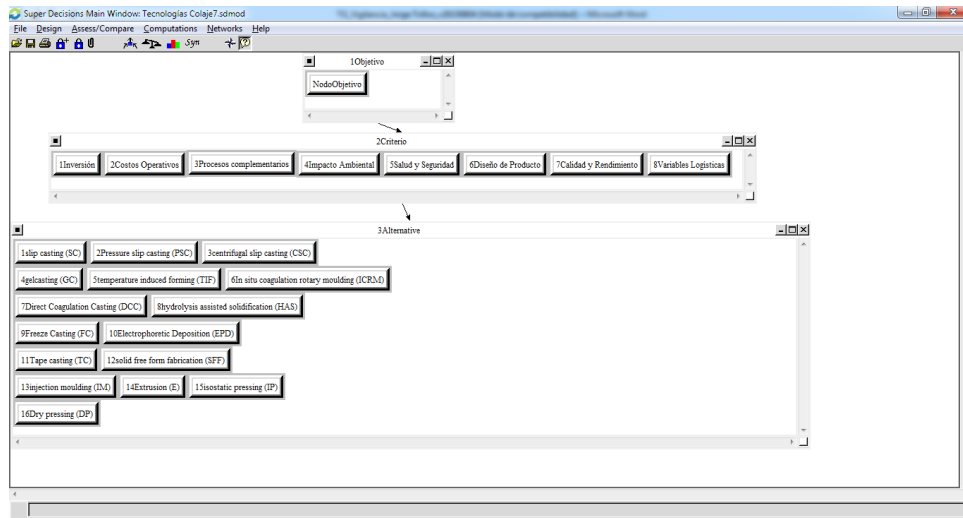 Super Decisions Main Window: Tecnologías Colaje7.sdmod
File Design Assess/Compare Computations Networks Help
Syn
1Objetivo
NodoObjetivo
2Criterio
1Inversión 2Costos Operativos 3Procesos complementarios 4Impacto Ambiental 5Salud y Seguridad 6Diseño de Producto 7Calidad y Rendimiento 8Variables Logisticas
3Alternative
1slip casting (SC) 2Pressure slip casting (PSC) 3centrifugal slip casting (CSC)
4gelcasting (GC) 5temperature induced forming (TIF) 6In situ coagulation rotary moulding (ICRM)
7Direct Coagulation Casting (DCC) 8hydrolysis assisted solidification (HAS)
9Freeze Casting (FC) 10Electrophoretic Deposition (EPD)
11Tape casting (TC) 12solid free form fabrication (SFF)
13injection moulding (IM) 14Extrusion (E) 15isostatic pressing (IP)
16Dry pressing (DP)